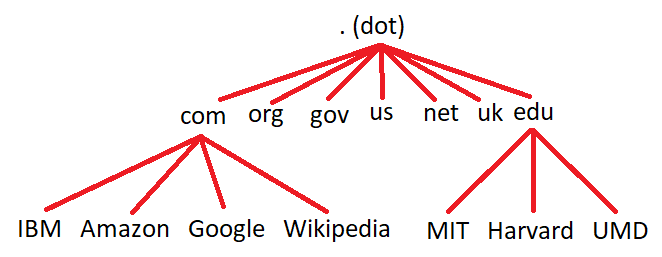 . (dot)
com org gov us net uk edu
IBM Amazon Google Wikipedia MIT Harvard UMD